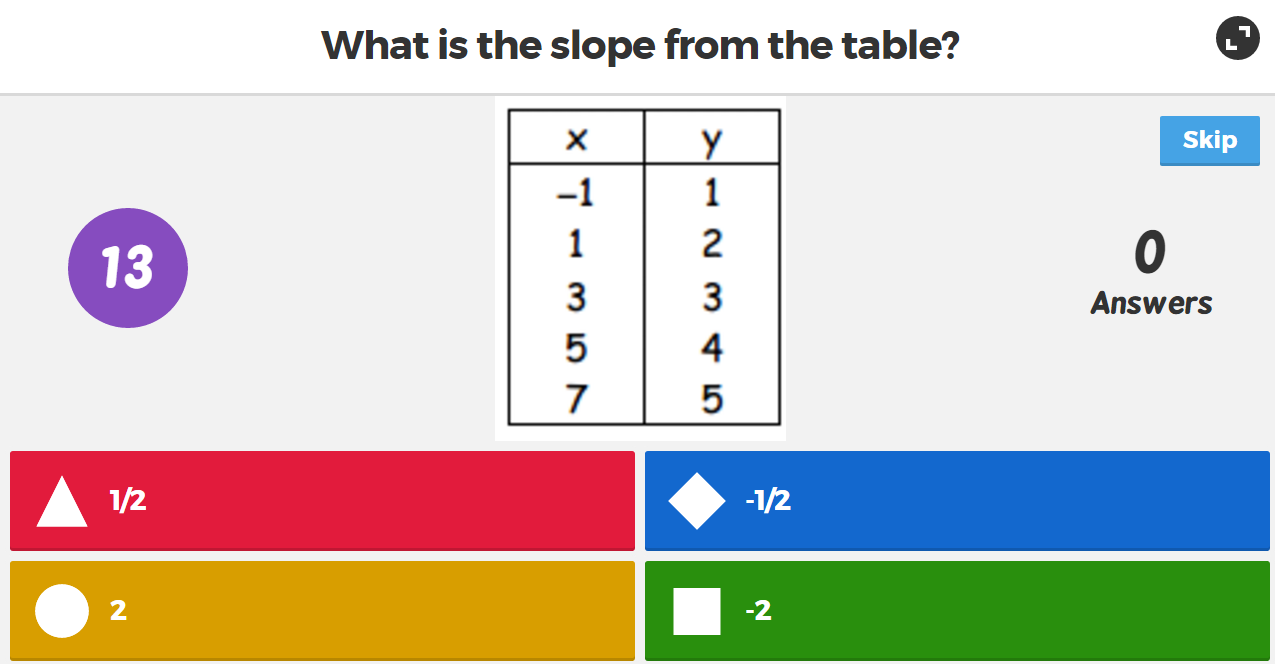 What is the slope from the table?
Skip
13
0
Answers
x y
–1 1
1 2
3 3
5 4
7 5
1/2
-1/2
2
-2